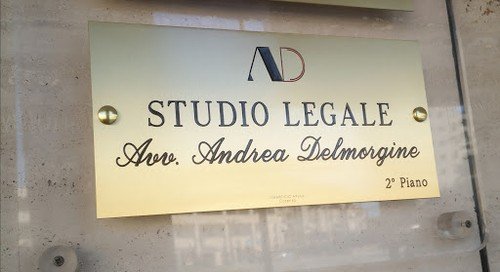 AD
STUDIO LEGALE
Avv. Andrea Delmorgine
2° Piano